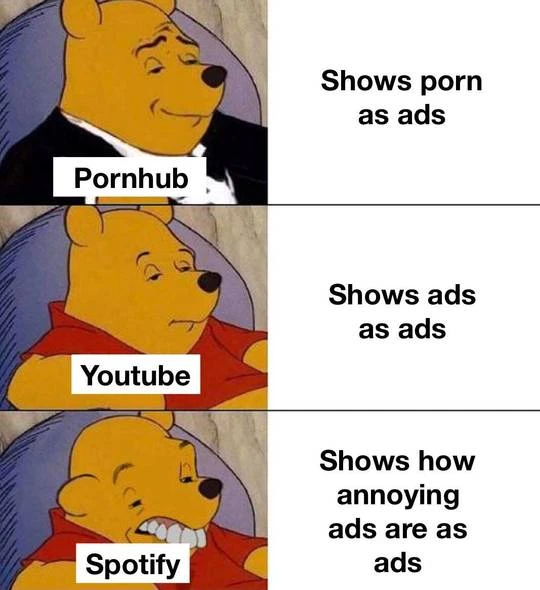 Pornhub
Shows porn
as ads
Youtube
Shows ads
as ads
Spotify
Shows how
annoying
ads are as
ads